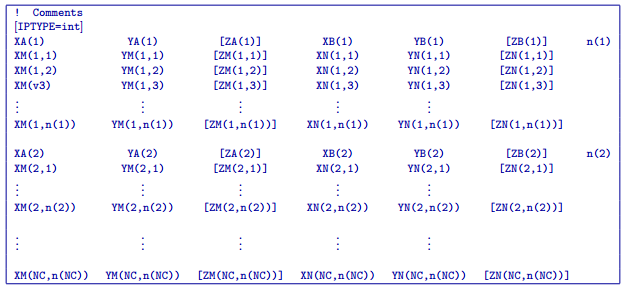 ! Comments
[IPTYPE=int]
XA(1) YA(1) [ZA(1)] XB(1) YB(1) [ZB(1)] n(1)
XM(1,1) YM(1,1) [ZM(1,1)] XN(1,1) YN(1,1) [ZN(1,1)]
XM(1,2) YM(1,2) [ZM(1,2)] XN(1,2) YN(1,2) [ZN(1,2)]
XM(v3) YM(1,3) [ZM(1,3)] XN(1,3) YN(1,3) [ZN(1,3)]
⋮ ⋮ ⋮ ⋮ ⋮ ⋮
XM(1,n(1)) YM(1,n(1)) [ZM(1,n(1))] XN(1,n(1)) YN(1,n(1)) [ZN(1,n(1))]
XA(2) YA(2) [ZA(2)] XB(2) YB(2) [ZB(2)] n(2)
XM(2,1) YM(2,1) [ZM(2,1)] XN(2,1) YN(2,1) [ZN(2,1)]
⋮ ⋮ ⋮ ⋮ ⋮ ⋮
XM(2,n(2)) YM(2,n(2)) [ZM(2,n(2))] XN(2,n(2)) YN(2,n(2)) [ZN(2,n(2))]
⋮ ⋮ ⋮ ⋮ ⋮
XM(NC,n(NC)) YM(NC,n(NC)) [ZM(NC,n(NC))] XN(NC,n(NC)) YN(NC,n(NC)) [ZN(NC,n(NC))]